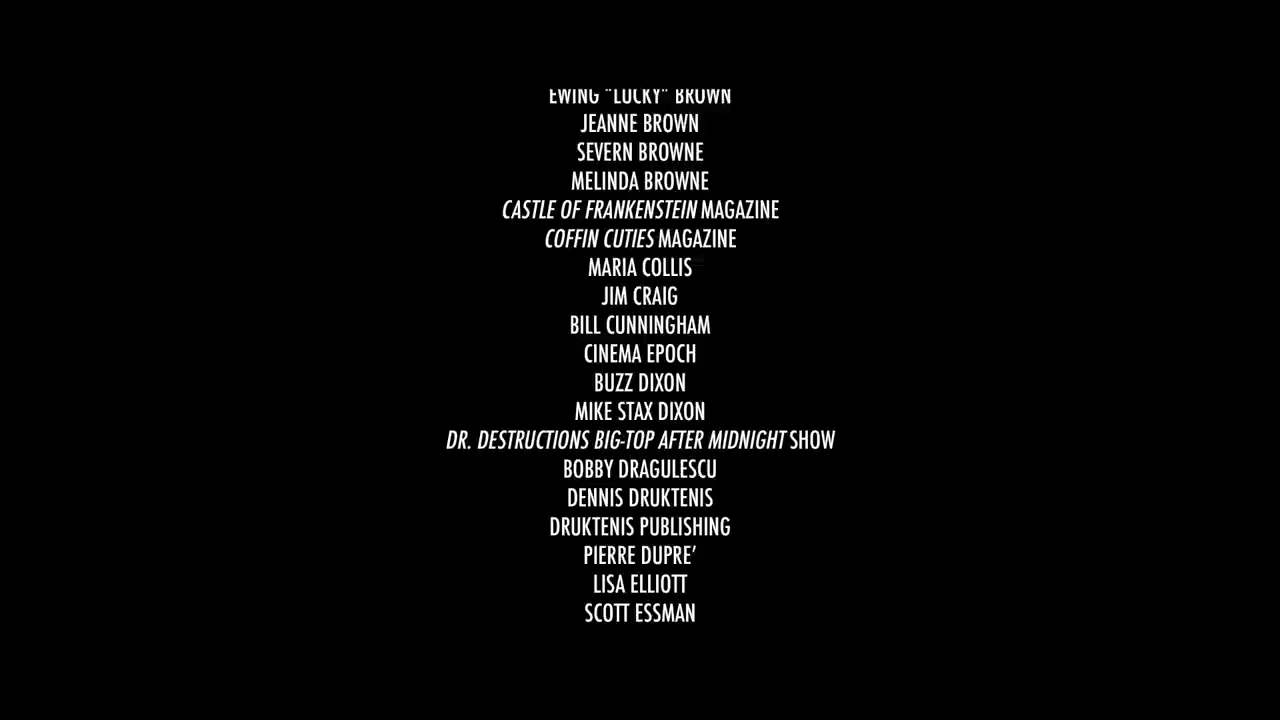 EWING "LUCKY" BROWN
JEANNE BROWN
SEVERN BROWNE
MELINDA BROWNE
CASTLE OF FRANKENSTEIN MAGAZINE
COFFIN CUTIES MAGAZINE
MARIA COLLIS
JIM CRAIG
BILL CUNNINGHAM
CINEMA EPOCH
BUZZ DIXON
MIKE STAX DIXON
DR. DESTRUCTIONS BIG-TOP AFTER MIDNIGHT SHOW
BOBBY DRAGULESCU
DENNIS DRUKTENIS
DRUKTENIS PUBLISHING
PIERRE DUPRE’
LISA ELLIOTT
SCOTT ESSMAN